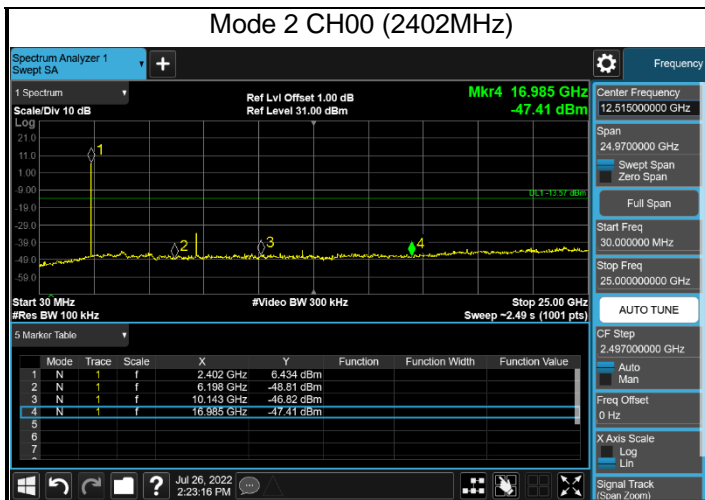 Mode 2 CH00 (2402MHz)
Spectrum Analyzer 1
Swept SA
Frequency
1 Spectrum
Scale/Div 10 dB
Ref Lvl Offset 1.00 dB
Ref Level 31.00 dBm
Mkr4 16.985 GHz
-47.41 dBm
Log
21.0
11.0
1.00
-9.00
-19.0
-29.0
-39.0
-49.0
-59.0
1
2
3
4
DL1 -13.57 dBm
Start 30 MHz
#Res BW 100 kHz
#Video BW 300 kHz
Stop 25.00 GHz
Sweep ~2.49 s (1001 pts)
5 Marker Table
Mode Trace Scale X Y Function Function Width Function Value
1 N 1 f 2.402 GHz 6.434 dBm
2 N 1 f 6.198 GHz -48.81 dBm
3 N 1 f 10.143 GHz -46.82 dBm
4 N 1 f 16.985 GHz -47.41 dBm
5
6
7
Center Frequency
12.515000000 GHz
Span
24.9700000 GHz
Swept Span
Zero Span
Full Span
Start Freq
30.000000 MHz
Stop Freq
25.000000000 GHz
AUTO TUNE
CF Step
2.497000000 GHz
Auto
Man
Freq Offset
0 Hz
X Axis Scale
Log
Lin
Signal Track
(Span Zoom)
?
Jul 26, 2022
2:23:16 PM